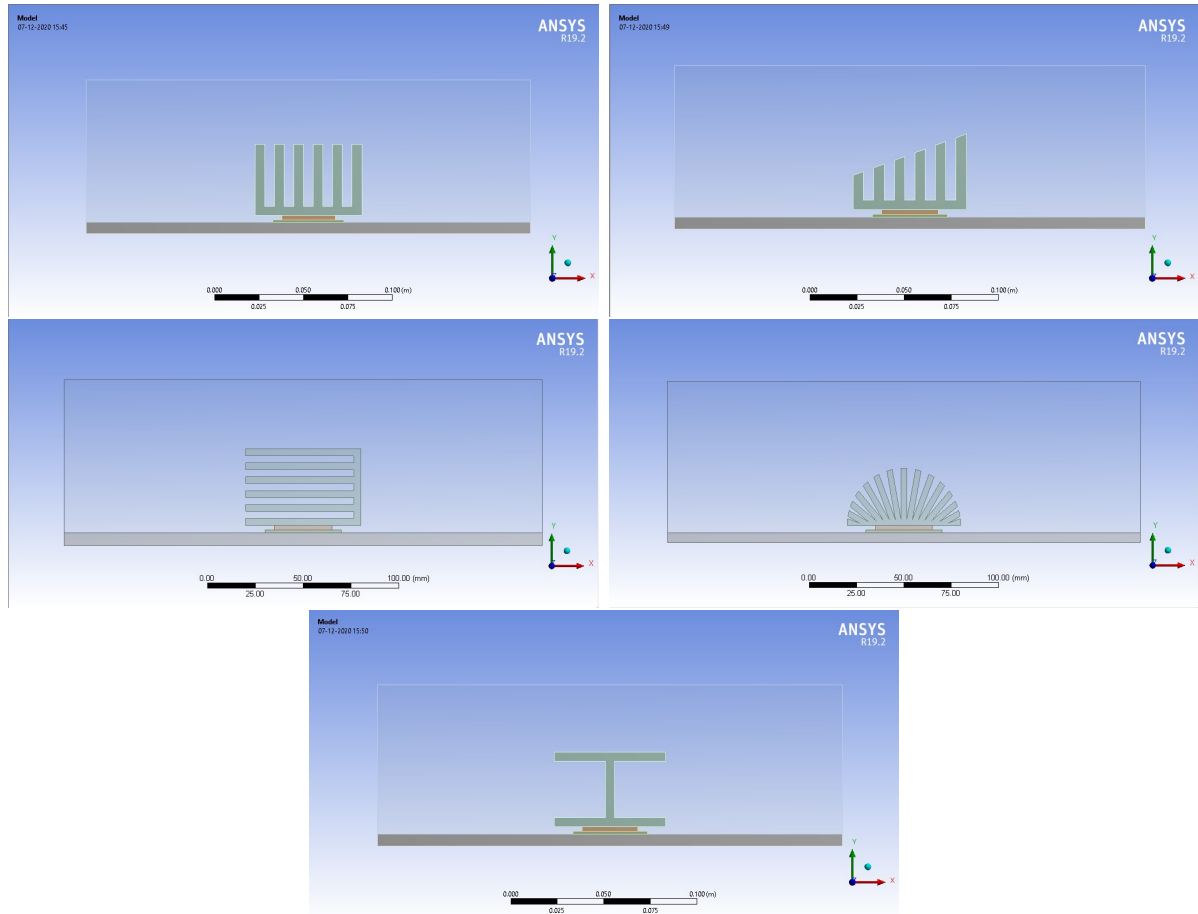 Model
07-12-2020 15:45
ANSYS
R19.2
Y
X
0.000 0.050 0.100 (m)
0.025 0.075
Model
07-12-2020 15:49
ANSYS
R19.2
Y
X
0.000 0.050 0.100 (m)
0.025 0.075
ANSYS
R19.2
Y
X
0.00 50.00 100.00 (mm)
25.00 75.00
ANSYS
R19.2
Y
X
0.00 50.00 100.00 (mm)
25.00 75.00
Model
07-12-2020 15:50
ANSYS
R19.2
Y
X
0.000 0.050 0.100 (m)
0.025 0.075